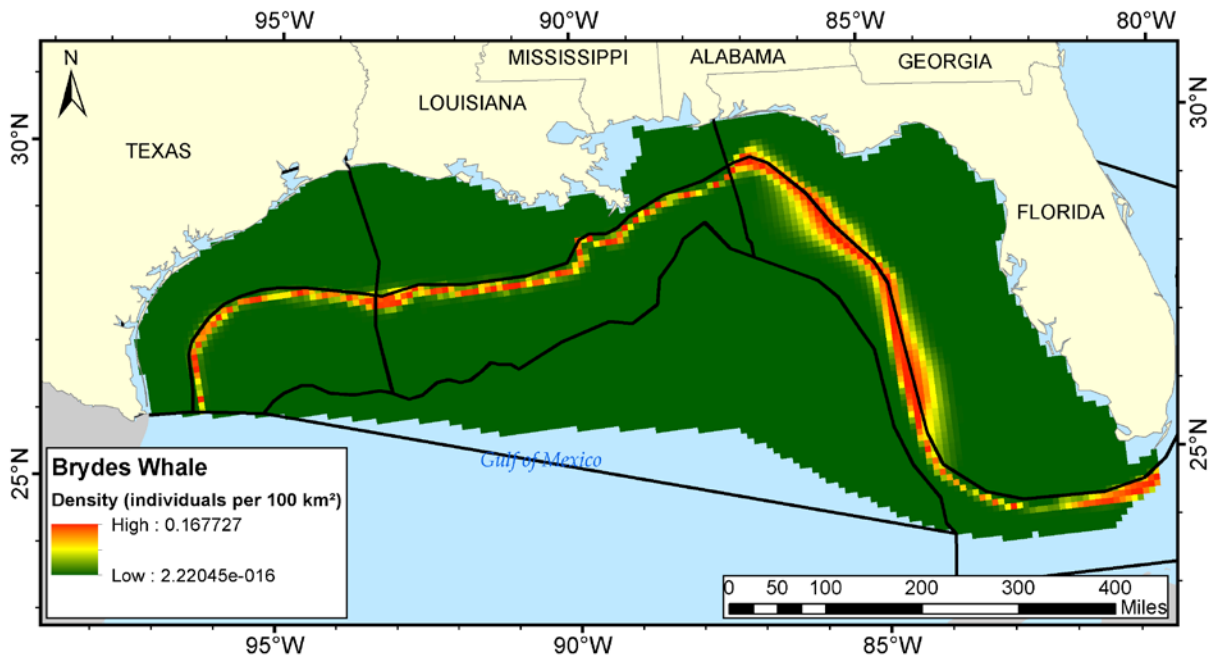 95°W 90°W 85°W 80°W
N
MISSISSIPPI ALABAMA GEORGIA
LOUISIANA
TEXAS
30°N 30°N
FLORIDA
25°N 25°N
Gulf of Mexico
Brydes Whale
Density (individuals per 100 km²)
High : 0.167727
Low : 2.22045e-016
0 50 100 200 300 400
Miles
95°W 90°W 85°W 80°W